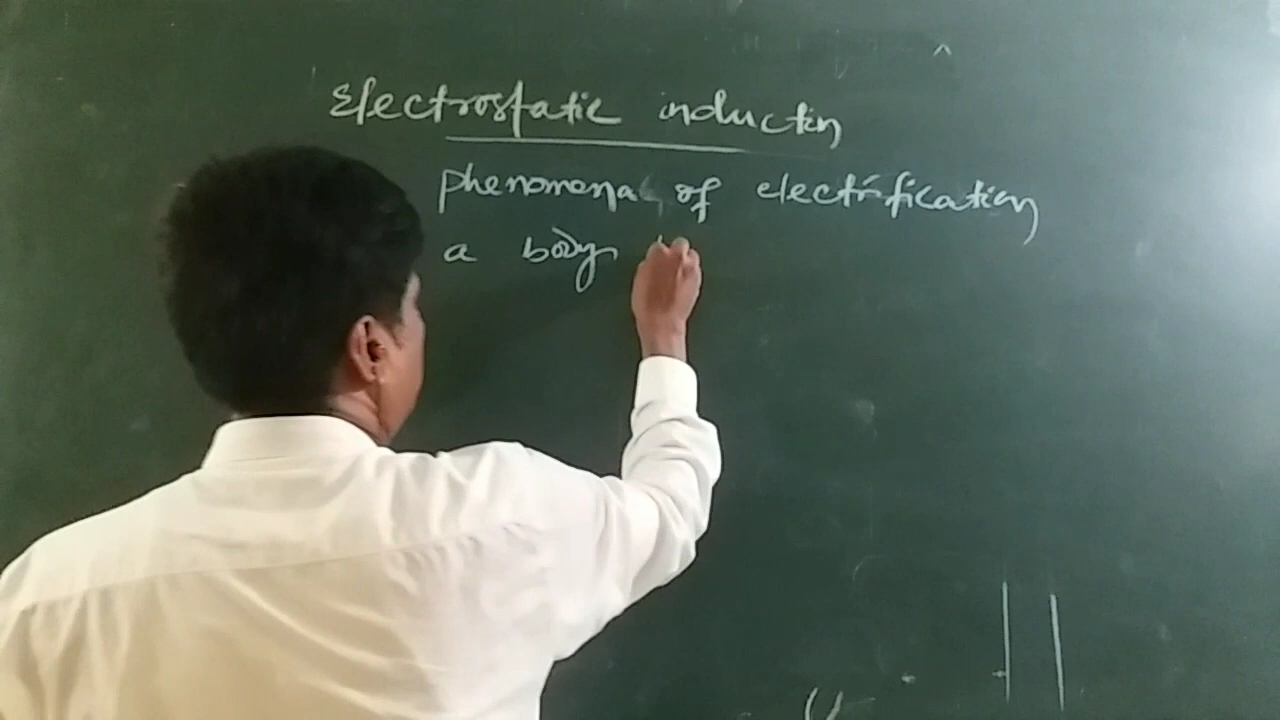 Electrostatic induction
phenomena of electrification
a body